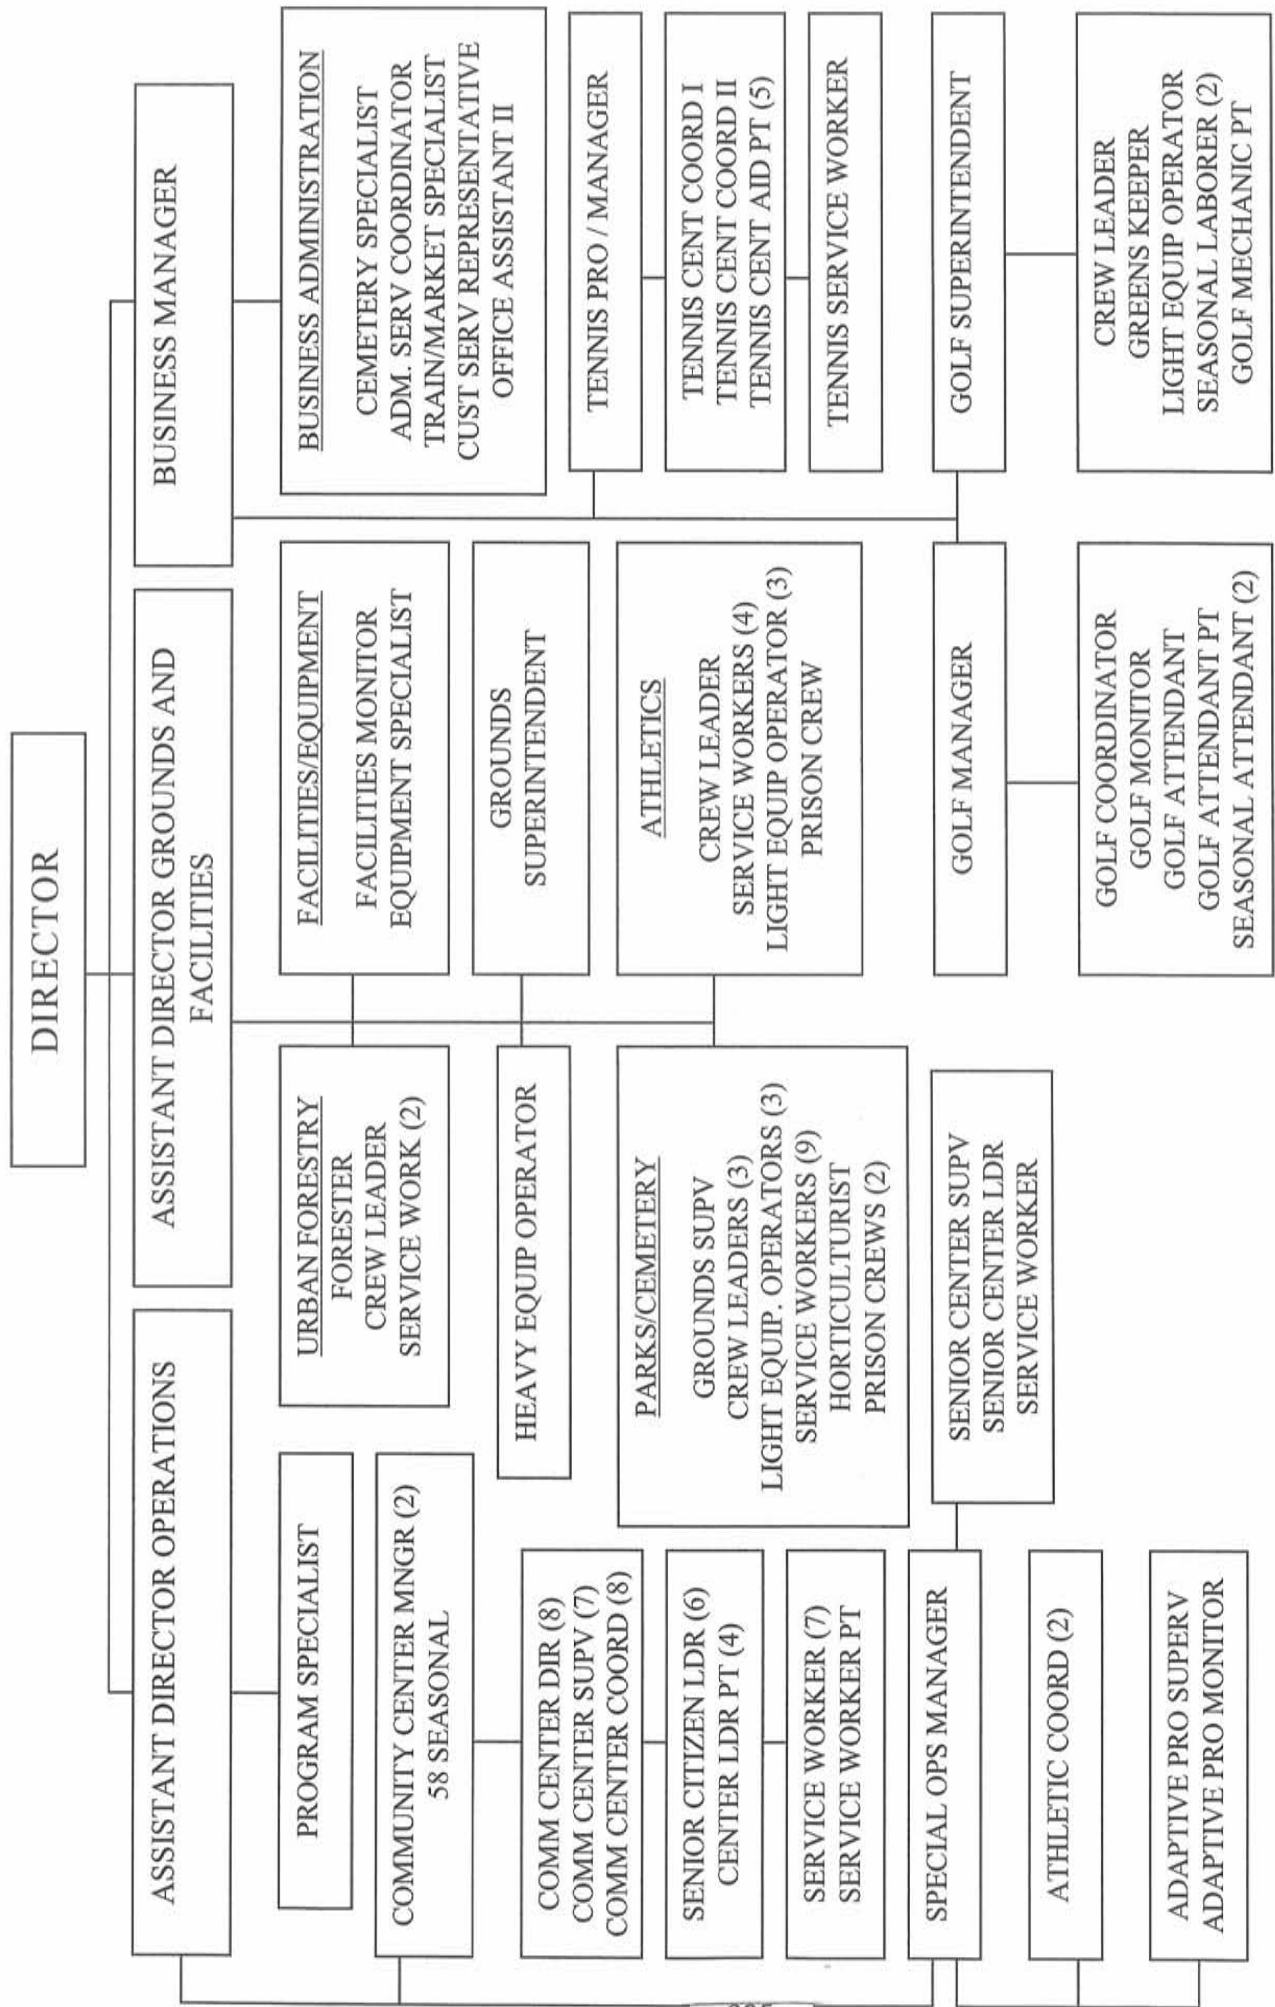 DIRECTOR
ASSISTANT DIRECTOR OPERATIONS
ASSISTANT DIRECTOR GROUNDS AND
FACILITIES
BUSINESS MANAGER
PROGRAM SPECIALIST
COMMUNITY CENTER MNGR (2)
58 SEASONAL
COMM CENTER DIR (8)
COMM CENTER SUPV (7)
COMM CENTER COORD (8)
SENIOR CITIZEN LDR (6)
CENTER LDR PT (4)
SERVICE WORKER (7)
SERVICE WORKER PT
SPECIAL OPS MANAGER
SENIOR CENTER SUPV
SENIOR CENTER LDR
SERVICE WORKER
ATHLETIC COORD (2)
ADAPTIVE PRO SUPERV
ADAPTIVE PRO MONITOR
URBAN FORESTRY
FORESTER
CREW LEADER
SERVICE WORK (2)
HEAVY EQUIP OPERATOR
PARKS/CEMETERY
GROUNDS SUPV
CREW LEADERS (3)
LIGHT EQUIP. OPERATORS (3)
SERVICE WORKERS (9)
HORTICULTURIST
PRISON CREWS (2)
FACILITIES/EQUIPMENT
FACILITIES MONITOR
EQUIPMENT SPECIALIST
GROUNDS
SUPERINTENDENT
ATHLETICS
CREW LEADER
SERVICE WORKERS (4)
LIGHT EQUIP OPERATOR (3)
PRISON CREW
GOLF MANAGER
GOLF COORDINATOR
GOLF MONITOR
GOLF ATTENDANT
GOLF ATTENDANT PT
SEASONAL ATTENDANT (2)
BUSINESS ADMINISTRATION
CEMETERY SPECIALIST
ADM. SERV COORDINATOR
TRAIN/MARKET SPECIALIST
CUST SERV REPRESENTATIVE
OFFICE ASSISTANT II
TENNIS PRO / MANAGER
TENNIS CENT COORD I
TENNIS CENT COORD II
TENNIS CENT AID PT (5)
TENNIS SERVICE WORKER
GOLF SUPERINTENDENT
CREW LEADER
GREENS KEEPER
LIGHT EQUIP OPERATOR
SEASONAL LABORER (2)
GOLF MECHANIC PT